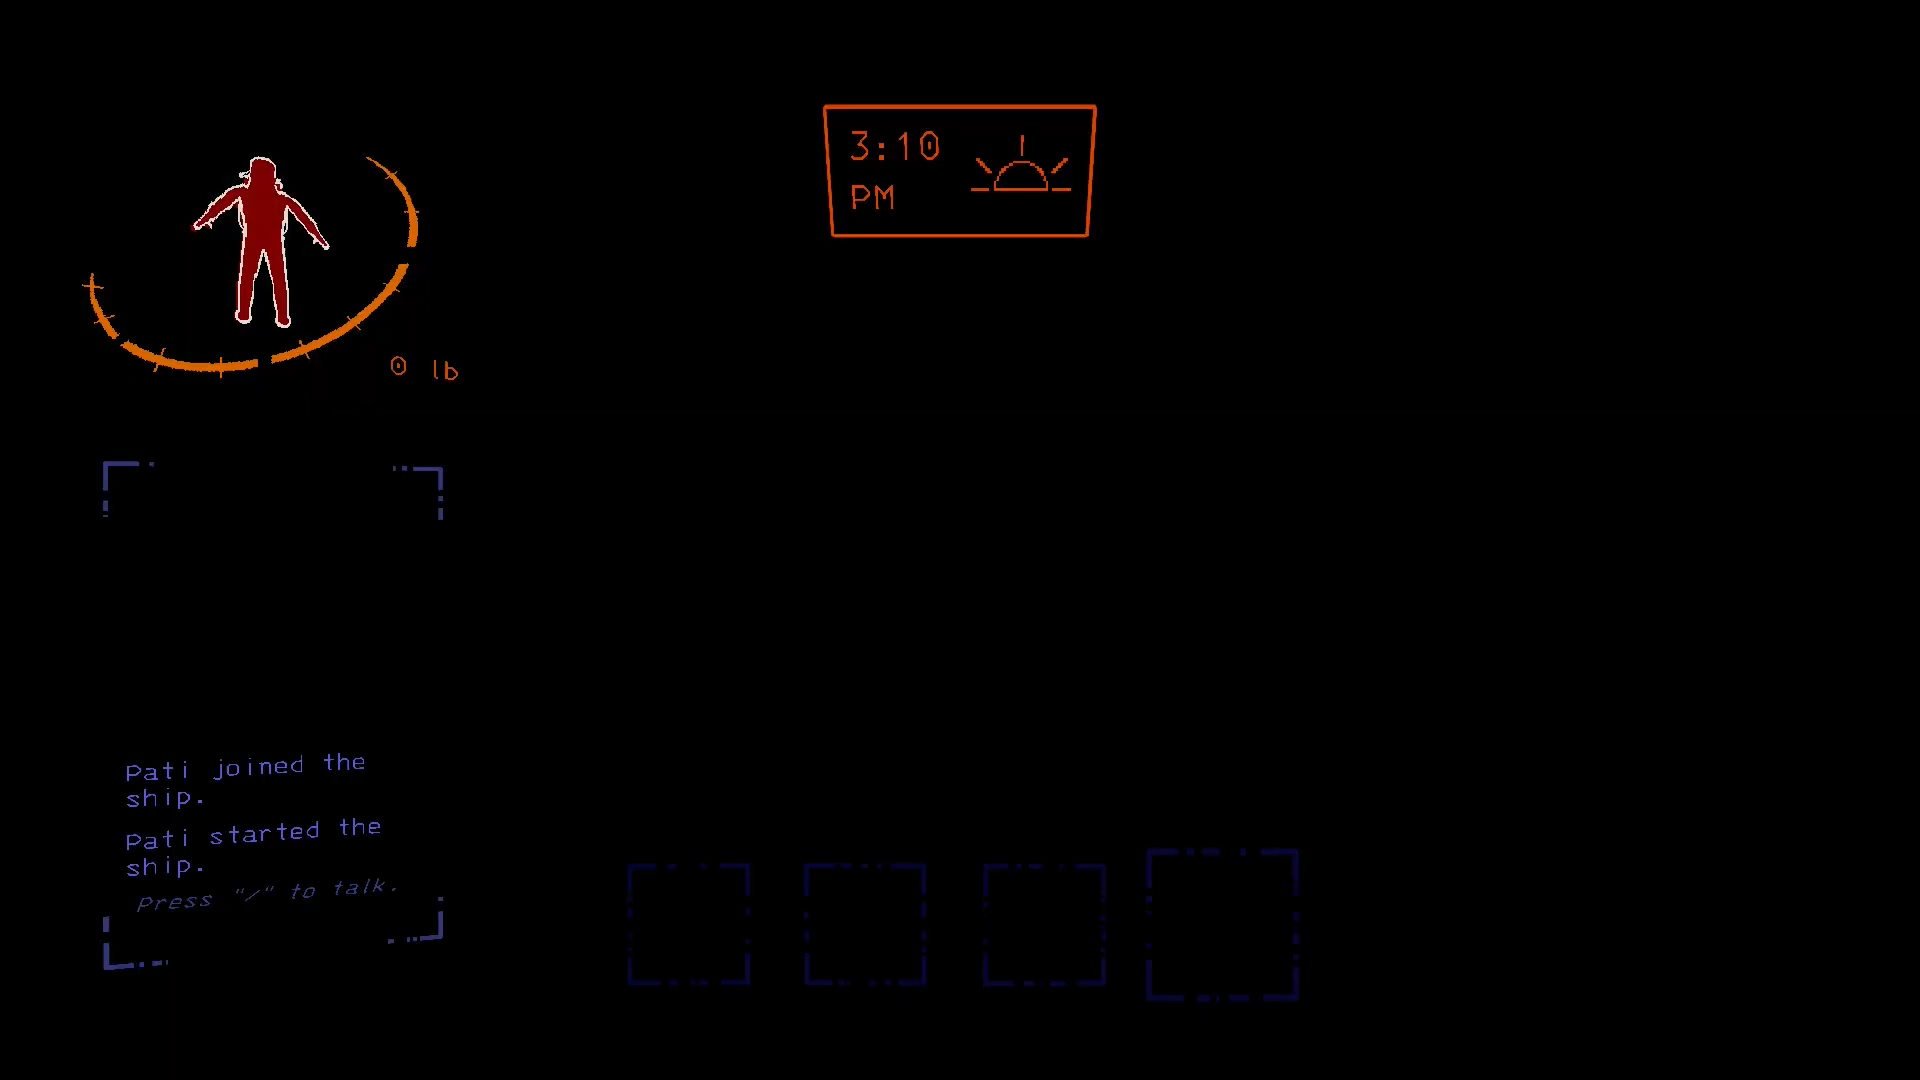 3:10
PM
0 lb
Pati joined the
ship.
Pati started the
ship.
Press "/" to talk.